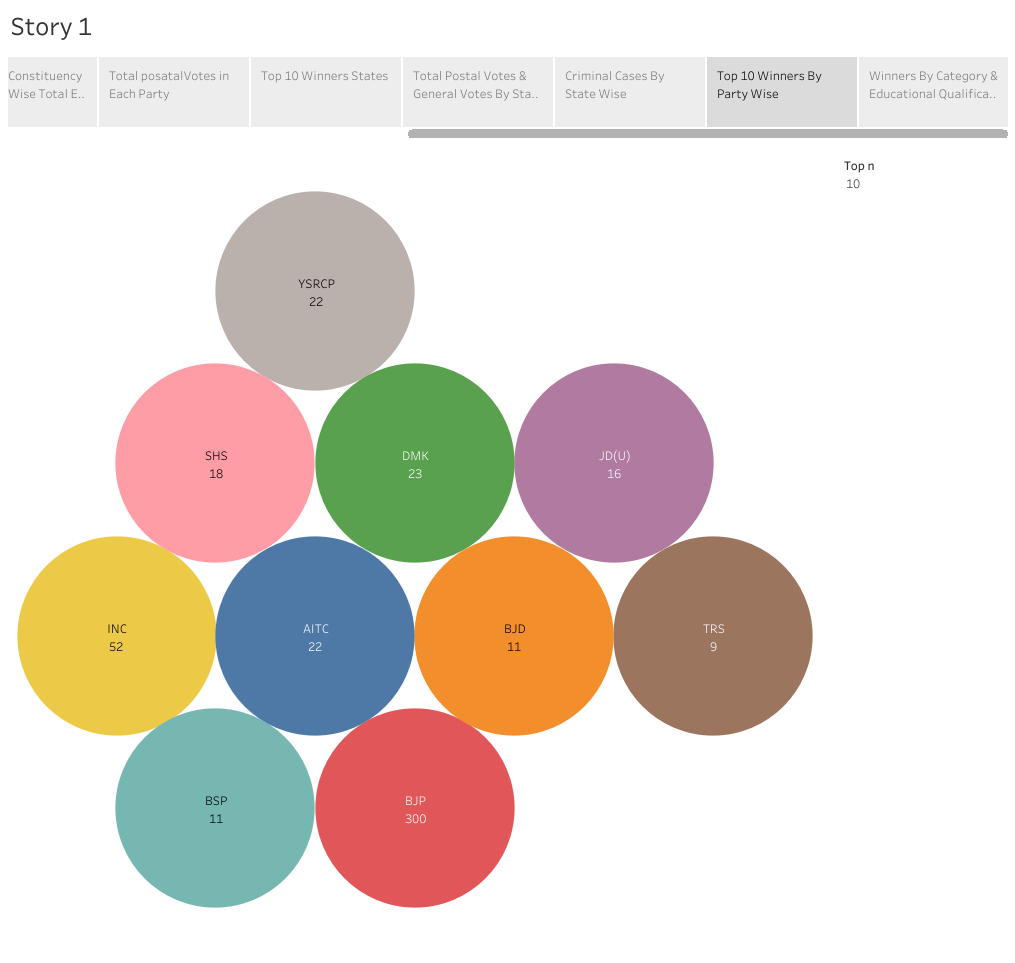 Story 1
Constituency
Wise Total E..
Total posatalVotes in
Each Party
Top 10 Winners States
Total Postal Votes &
General Votes By Sta..
Criminal Cases By
State Wise
Top 10 Winners By
Party Wise
Winners By Category &
Educational Qualifica..
Top n
10
YSRCP
22
SHS
18
DMK
23
JD(U)
16
INC
52
AITC
22
BJD
11
TRS
9
BSP
11
BJP
300